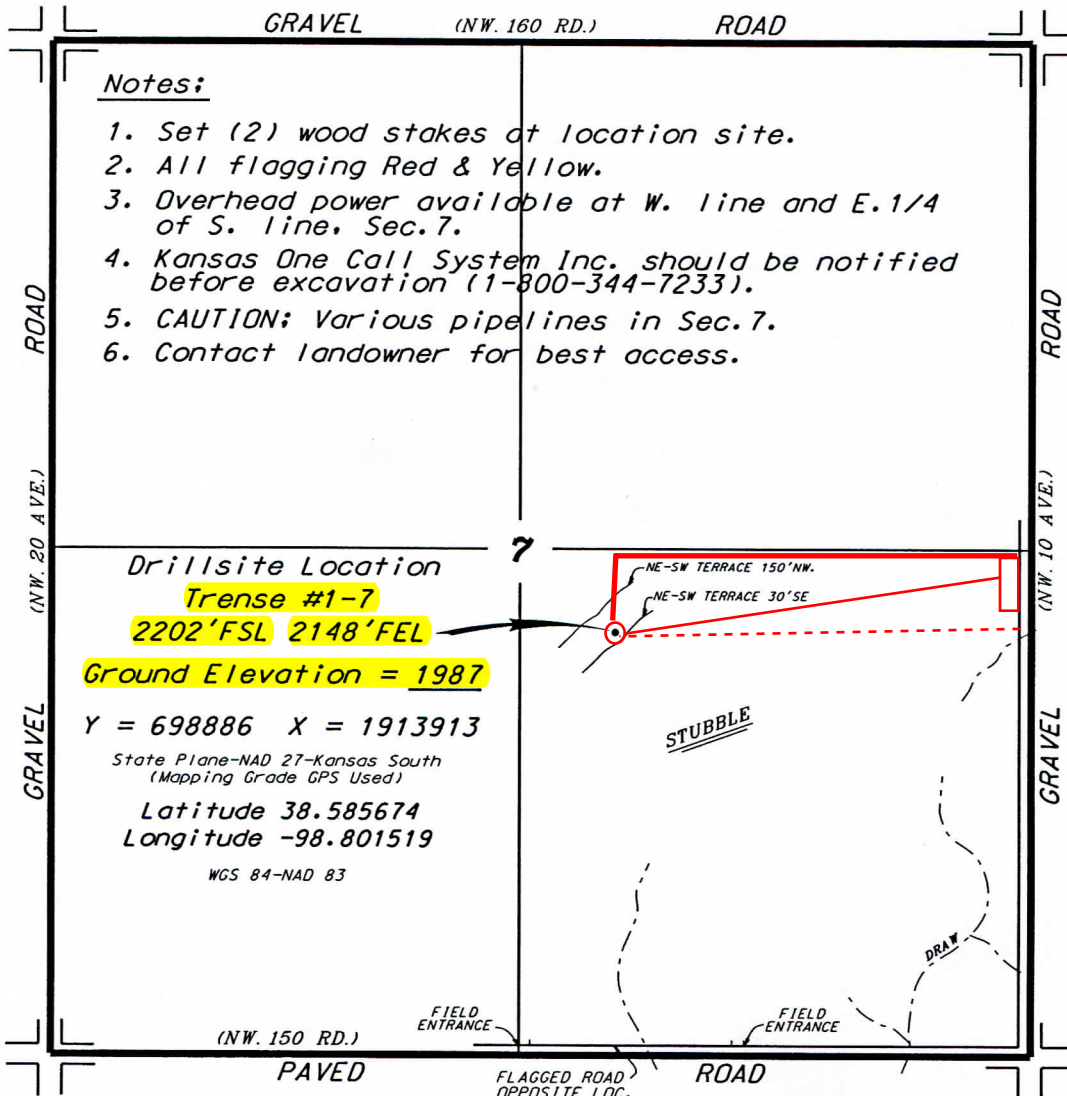 GRAVEL (NW. 160 RD.) ROAD
Notes:
1. Set (2) wood stakes at location site.
2. All flagging Red & Yellow.
3. Overhead power available at W. line and E. 1/4
of S. line, Sec. 7.
4. Kansas One Call System Inc. should be notified
before excavation (1-800-344-7233).
5. CAUTION: Various pipelines in Sec. 7.
6. Contact landowner for best access.
ROAD
(NW. 20 AVE.)
GRAVEL
ROAD
(NW. 10 AVE.)
GRAVEL
7
Drillsite Location
Trense #1-7
2202'FSL 2148'FEL
Ground Elevation = 1987
Y = 698886 X = 1913913
State Plane-NAD 27-Kansas South
(Mapping Grade GPS Used)
Latitude 38.585674
Longitude -98.801519
WGS 84-NAD 83
NE-SW TERRACE 150'NW.
NE-SW TERRACE 30'SE
STUBBLE
DRAW
FIELD
ENTRANCE
FIELD
ENTRANCE
(NW. 150 RD.)
PAVED ROAD
FLAGGED ROAD
OPPOSITE LOC.